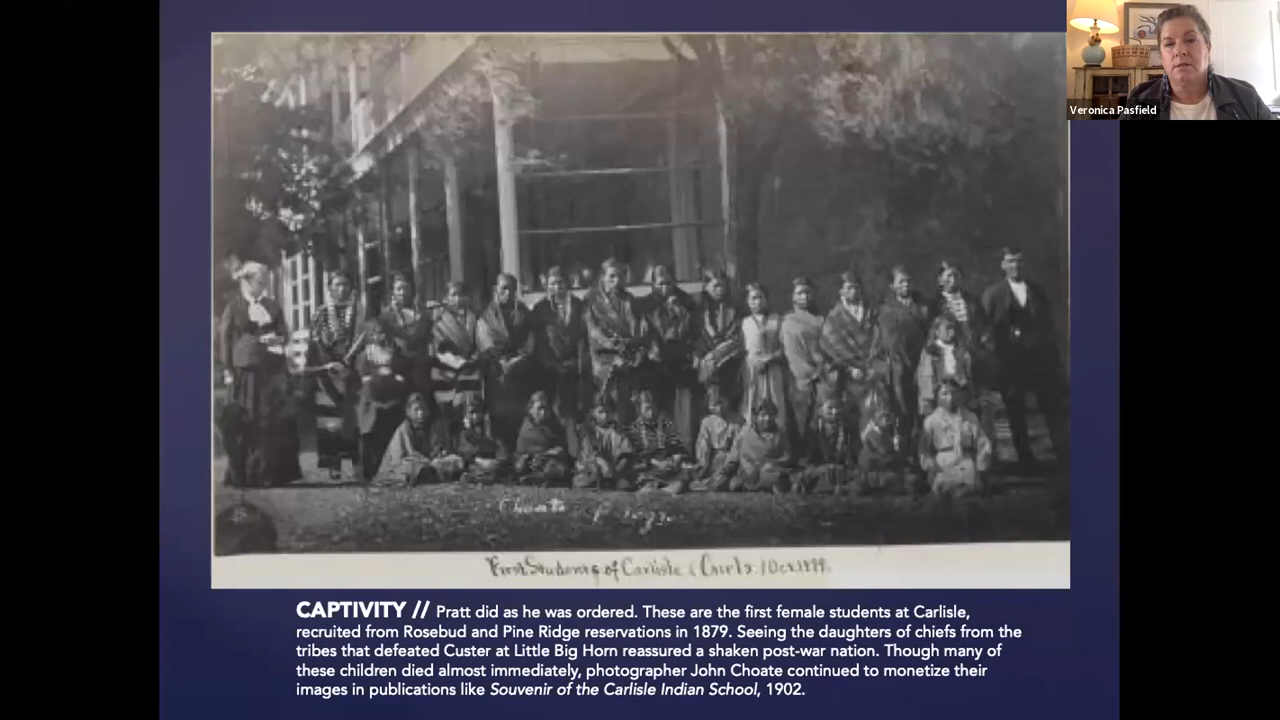 Veronica Pasfield
Choate
First Students of Carlisle (Girls) Oct 1879.
CAPTIVITY // Pratt did as he was ordered. These are the first female students at Carlisle,
recruited from Rosebud and Pine Ridge reservations in 1879. Seeing the daughters of chiefs from the
tribes that defeated Custer at Little Big Horn reassured a shaken post-war nation. Though many of
these children died almost immediately, photographer John Choate continued to monetize their
images in publications like Souvenir of the Carlisle Indian School, 1902.